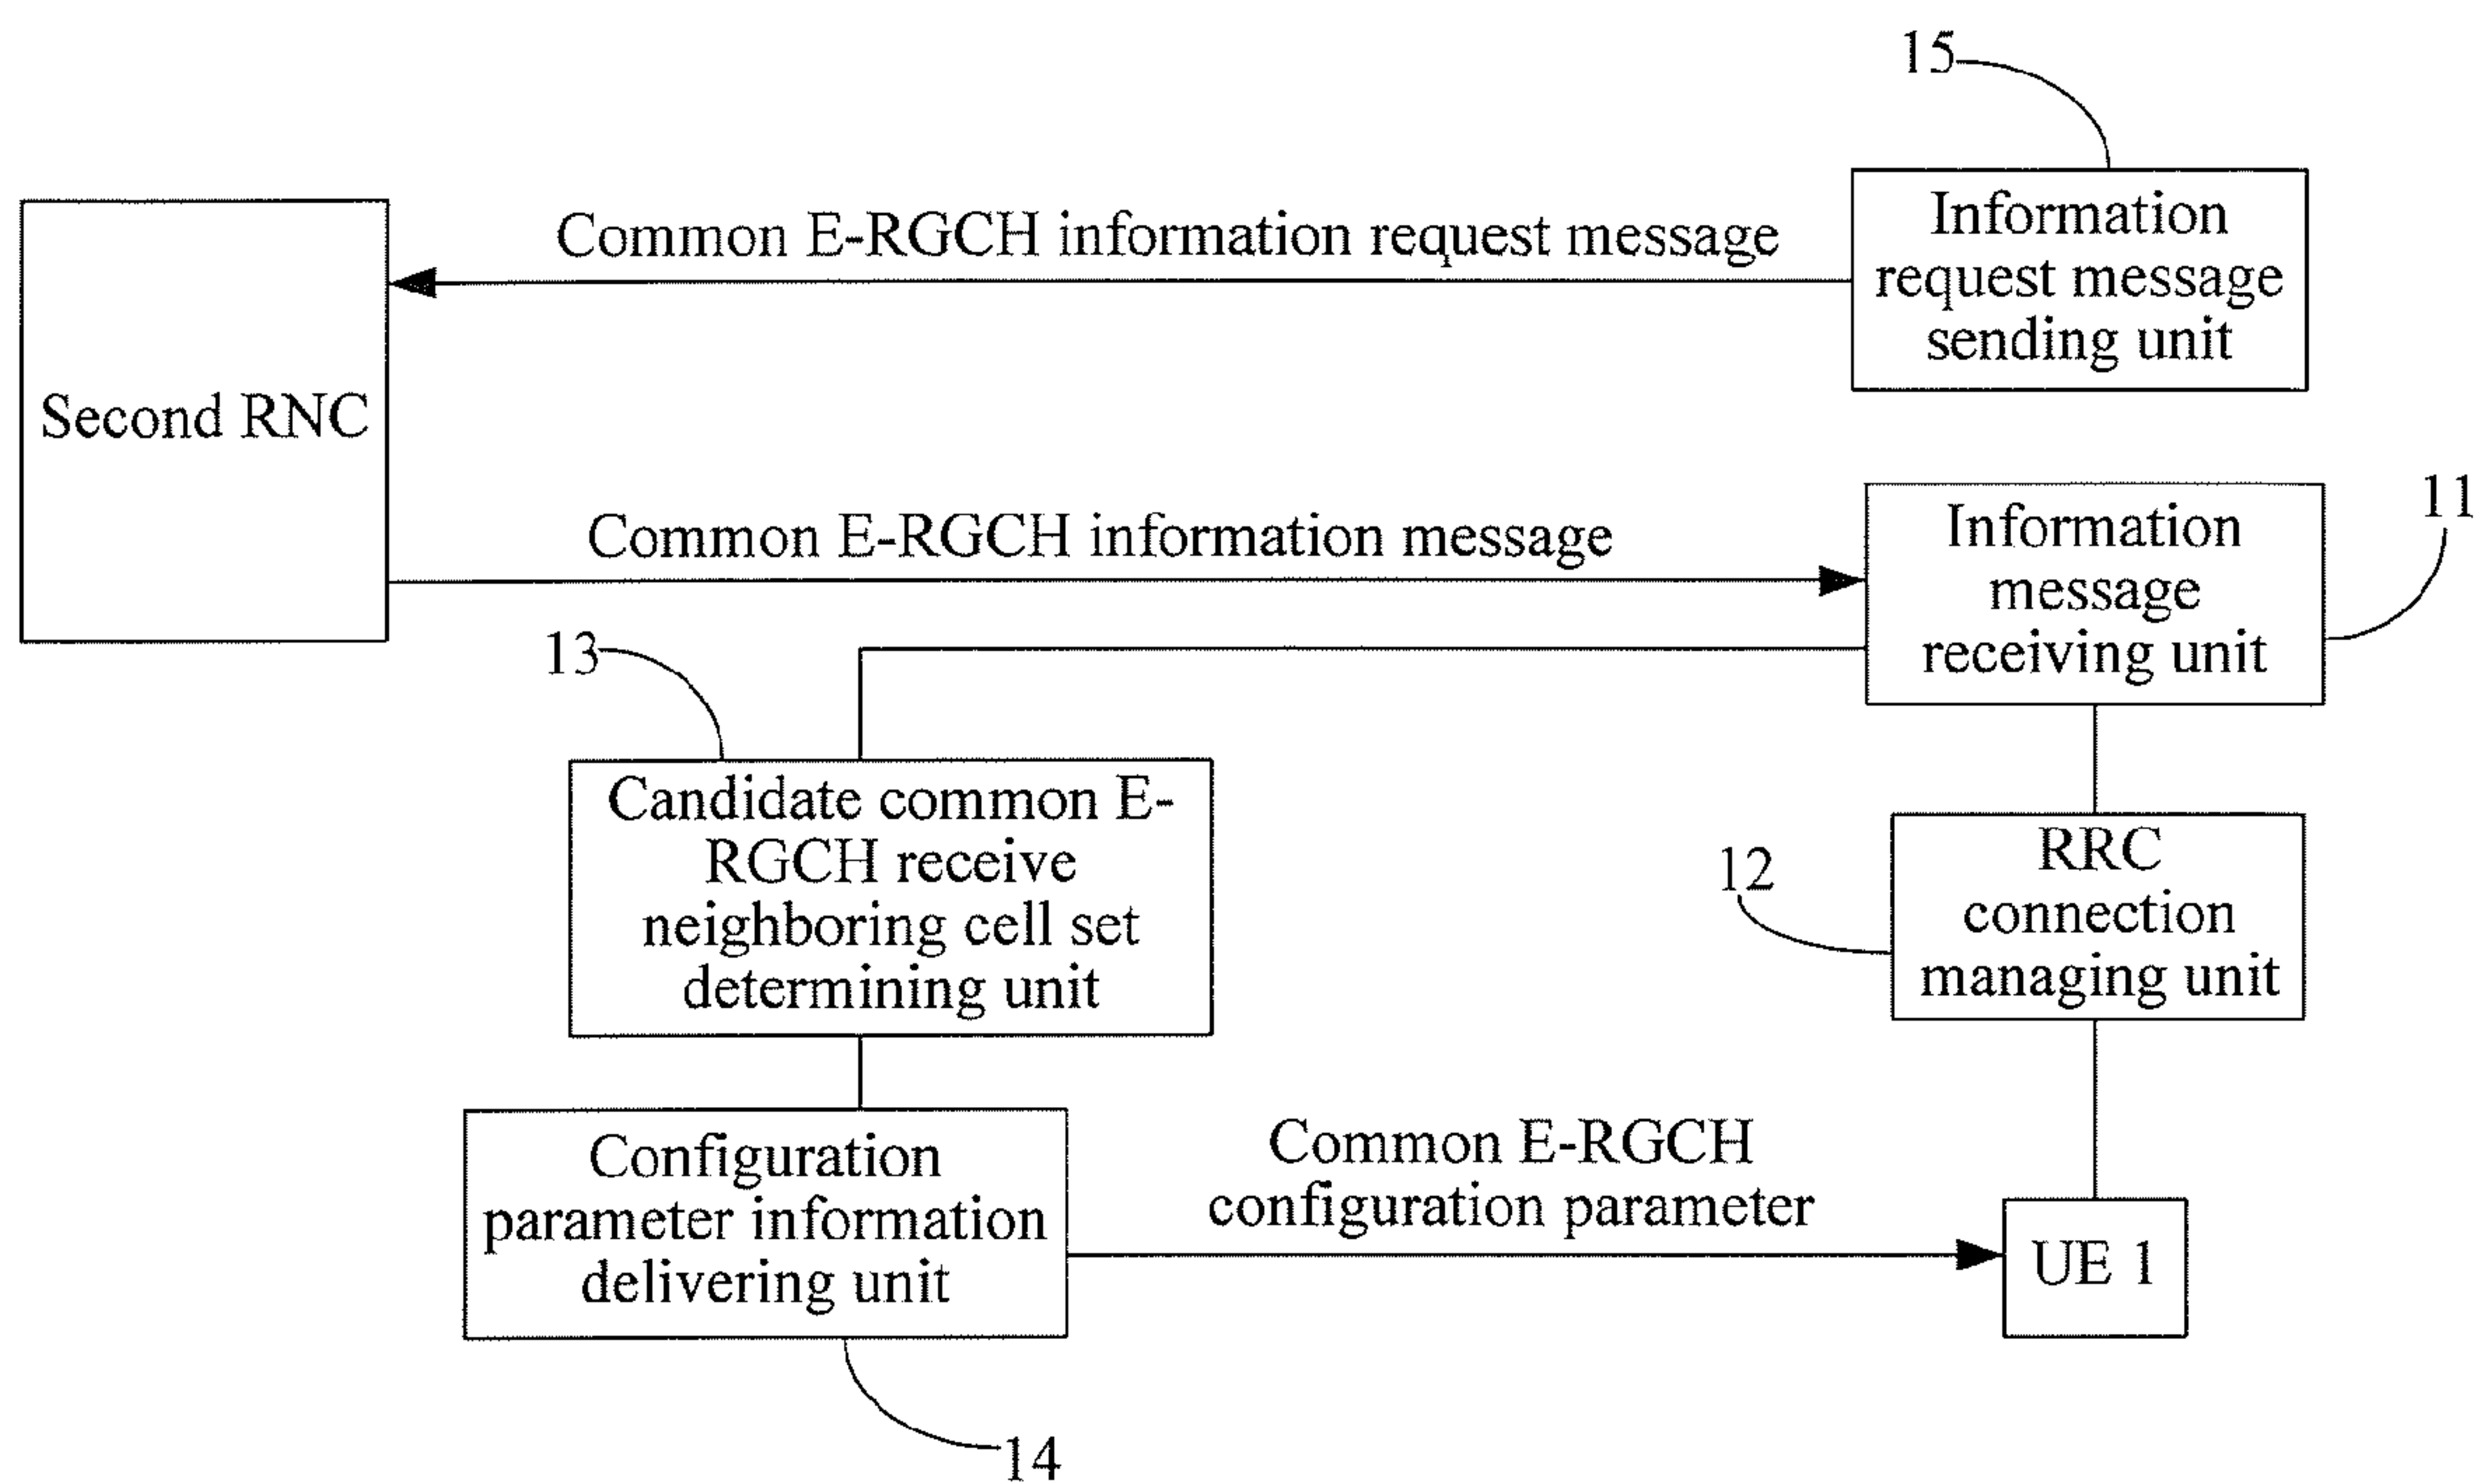 15
Information
request message
sending unit
Common E-RGCH information request message
Second RNC
Common E-RGCH information message
Information
message
receiving unit
11
13
Candidate common E-
RGCH receive
neighboring cell set
determining unit
12
RRC
connection
managing unit
Configuration
parameter information
delivering unit
Common E-RGCH
configuration parameter
UE 1
14